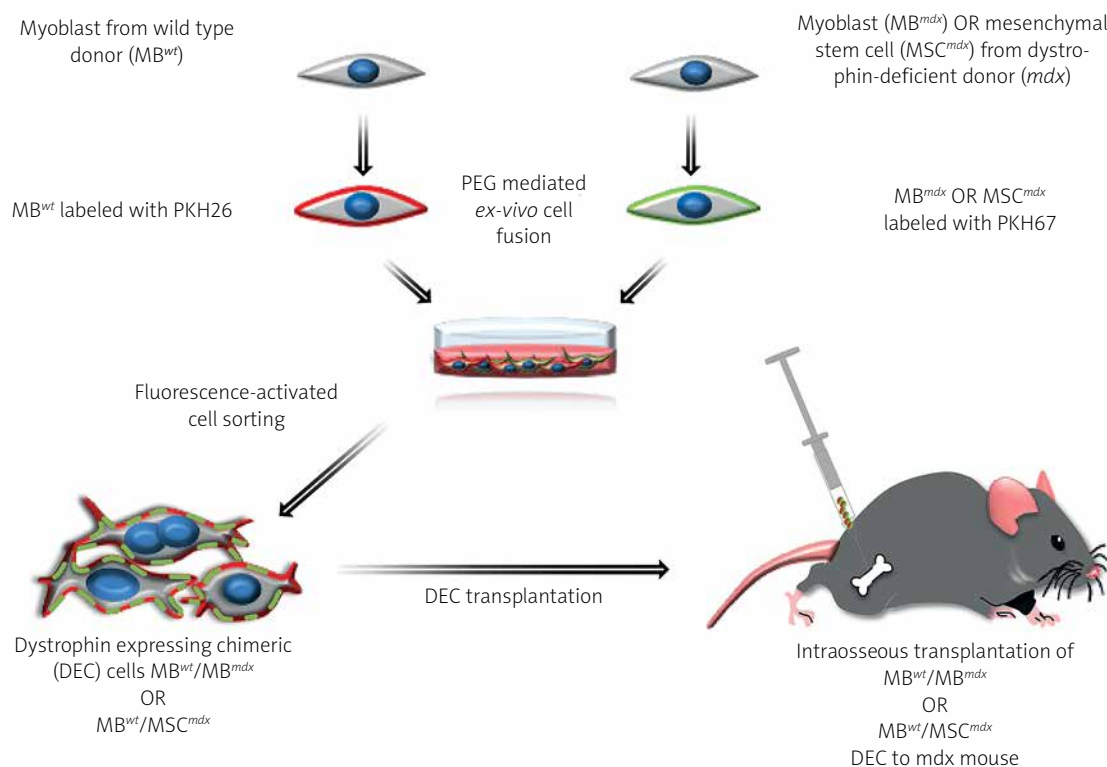 Myoblast from wild type
donor (MBʷᵗ)
Myoblast (MBᵐᵈˣ) OR mesenchymal
stem cell (MSCᵐᵈˣ) from dystro-
phin-deficient donor (mdx)
MBʷᵗ labeled with PKH26
PEG mediated
ex-vivo cell
fusion
MBᵐᵈˣ OR MSCᵐᵈˣ
labeled with PKH67
Fluorescence-activated
cell sorting
DEC transplantation
Dystrophin expressing chimeric
(DEC) cells MBʷᵗ/MBᵐᵈˣ
OR
MBʷᵗ/MSCᵐᵈˣ
Intraosseous transplantation of
MBʷᵗ/MBᵐᵈˣ
OR
MBʷᵗ/MSCᵐᵈˣ
DEC to mdx mouse